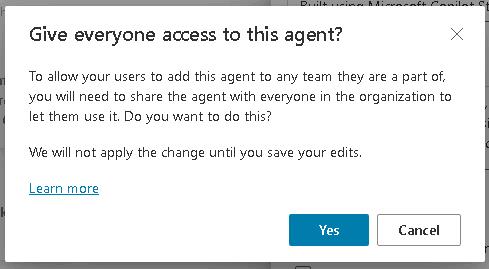 Built using Microsoft Copilot St
Give everyone access to this agent?
To allow your users to add this agent to any team they are a part of,
you will need to share the agent with everyone in the organization to
let them use it. Do you want to do this?
We will not apply the change until you save your edits.
Learn more
Yes
Cancel